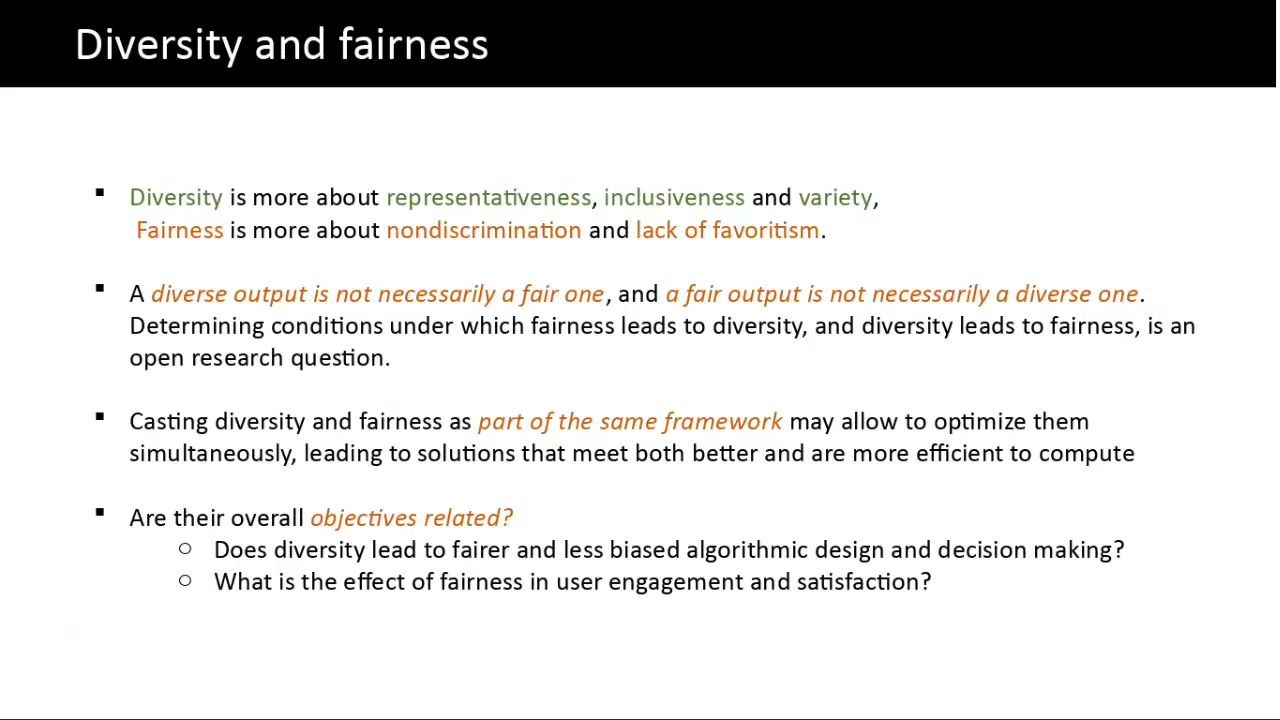 Diversity and fairness
▪ Diversity is more about representativeness, inclusiveness and variety,
Fairness is more about nondiscrimination and lack of favoritism.
▪ A diverse output is not necessarily a fair one, and a fair output is not necessarily a diverse one.
Determining conditions under which fairness leads to diversity, and diversity leads to fairness, is an
open research question.
▪ Casting diversity and fairness as part of the same framework may allow to optimize them
simultaneously, leading to solutions that meet both better and are more efficient to compute
▪ Are their overall objectives related?
○ Does diversity lead to fairer and less biased algorithmic design and decision making?
○ What is the effect of fairness in user engagement and satisfaction?